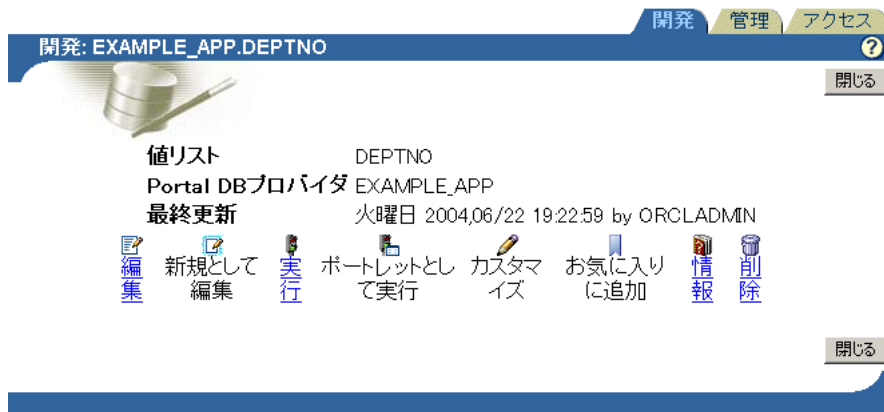 開発 管理 アクセス
開発: EXAMPLE_APP.DEPTNO ?
閉じる
値リスト DEPTNO
Portal DBプロバイダ EXAMPLE_APP
最終更新 火曜日 2004,06/22 19:22:59 by ORCLADMIN
編集 新規として編集 実行 ポートレットとして実行 カスタマイズ お気に入りに追加 情報 削除
閉じる